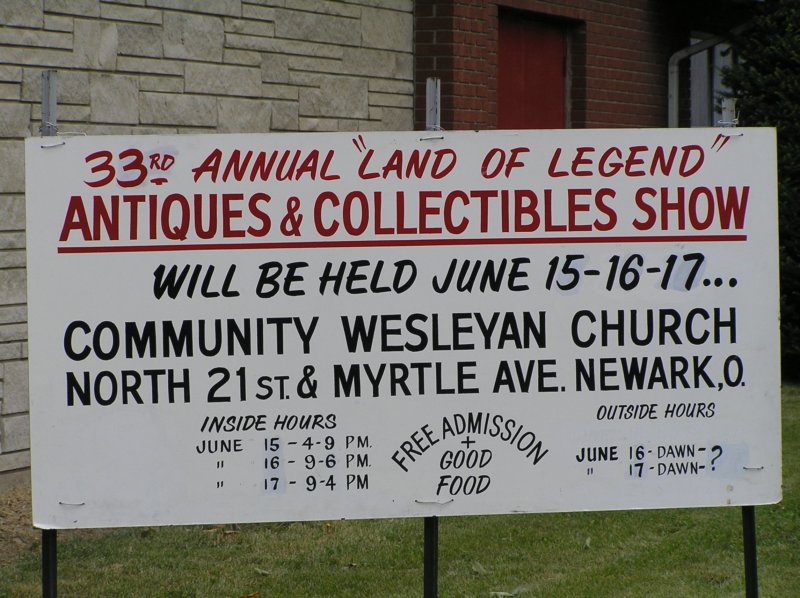 33RD ANNUAL "LAND OF LEGEND"
ANTIQUES & COLLECTIBLES SHOW
WILL BE HELD JUNE 15-16-17...
COMMUNITY WESLEYAN CHURCH
NORTH 21 ST. & MYRTLE AVE. NEWARK, O.
INSIDE HOURS
JUNE 15 - 4-9 PM.
" 16 - 9-6 PM.
" 17 - 9-4 PM
FREE ADMISSION
+
GOOD
FOOD
OUTSIDE HOURS
JUNE 16 - DAWN - ?
" 17 - DAWN - ?